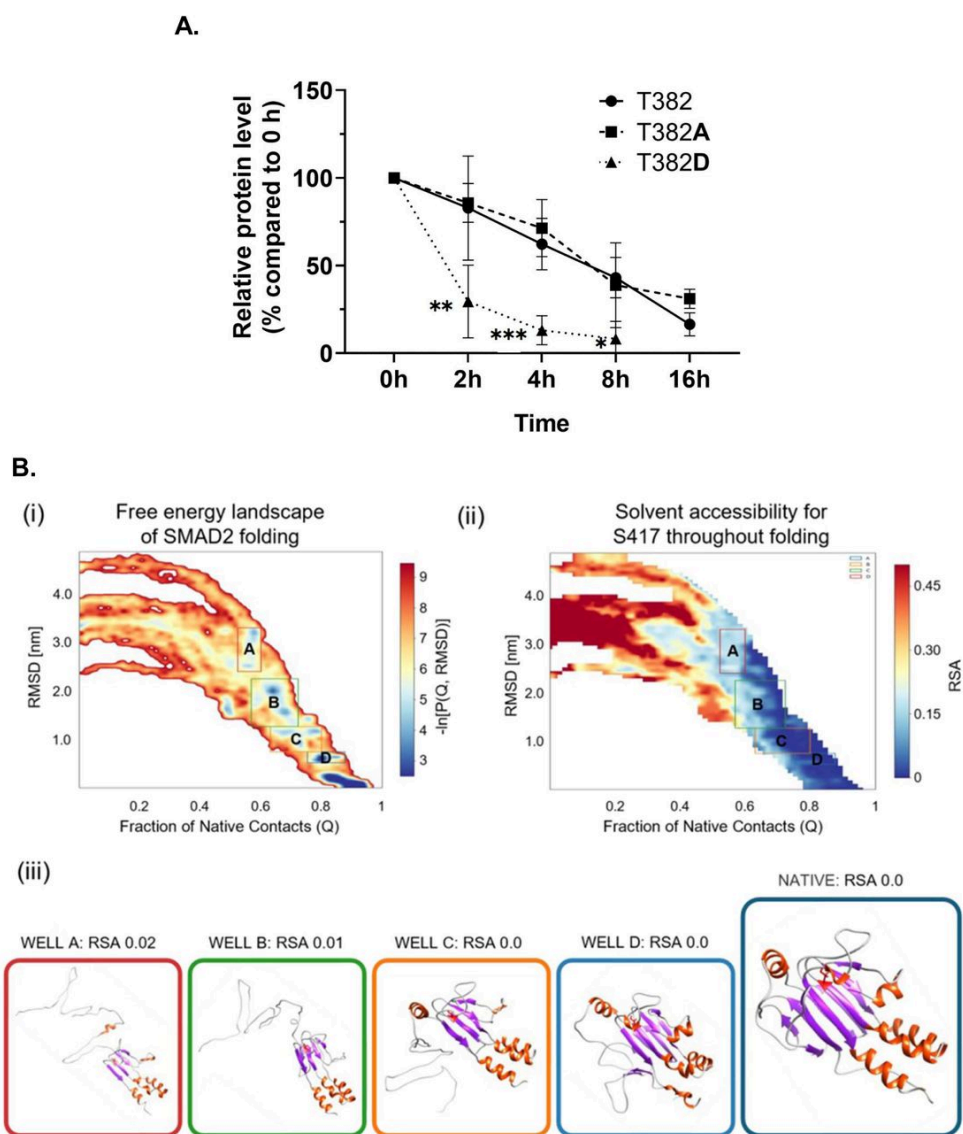 A.
150
100
50
0
Relative protein level
(% compared to 0 h)
T382
T382A
T382D
**
***
*
0h 2h 4h 8h 16h
Time
B.
(i)
Free energy landscape
of SMAD2 folding
RMSD [nm]
4.0
3.0
2.0
1.0
A
B
C
D
0.2 0.4 0.6 0.8 1
Fraction of Native Contacts (Q)
9
8
7
6
5
4
3
-ln[P(Q, RMSD)]
(ii)
Solvent accessibility for
S417 throughout folding
RMSD [nm]
4.0
3.0
2.0
1.0
A
B
C
D
A
B
C
D
0.2 0.4 0.6 0.8 1
Fraction of Native Contacts (Q)
0.45
0.30
0.15
0
RSA
(iii)
WELL A: RSA 0.02
WELL B: RSA 0.01
WELL C: RSA 0.0
WELL D: RSA 0.0
NATIVE: RSA 0.0